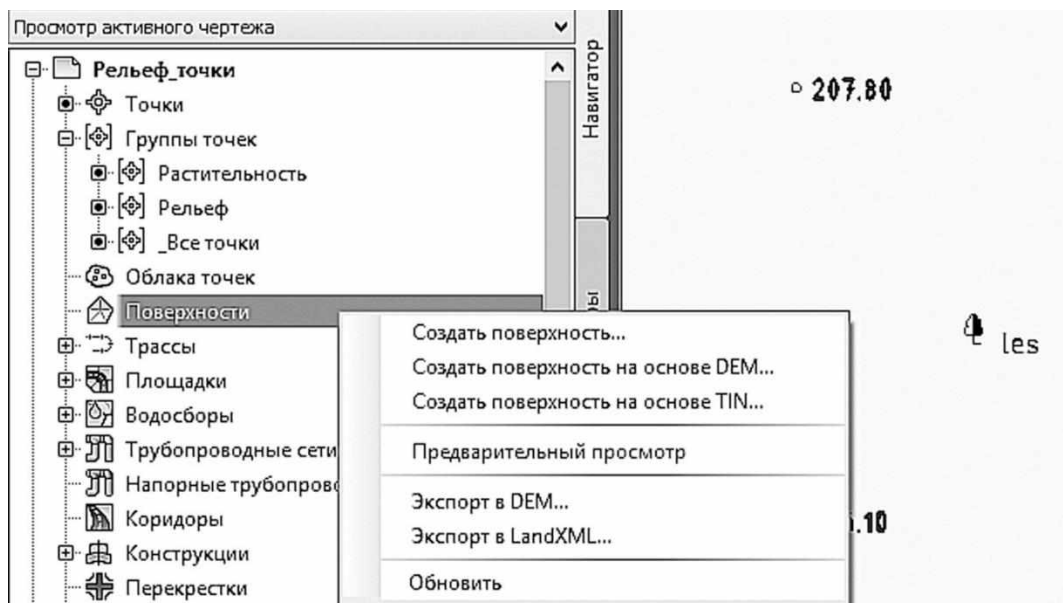 Просмотр активного чертежа
Рельеф_точки
Точки
Группы точек
Растительность
Рельеф
_Все точки
Облака точек
Поверхности
Трассы
Площадки
Водосборы
Трубопроводные сети
Напорные трубопров
Коридоры
Конструкции
Перекрестки
Навигатор
Создать поверхность...
Создать поверхность на основе DEM...
Создать поверхность на основе TIN...
Предварительный просмотр
Экспорт в DEM...
Экспорт в LandXML...
Обновить
207.80
les
.10